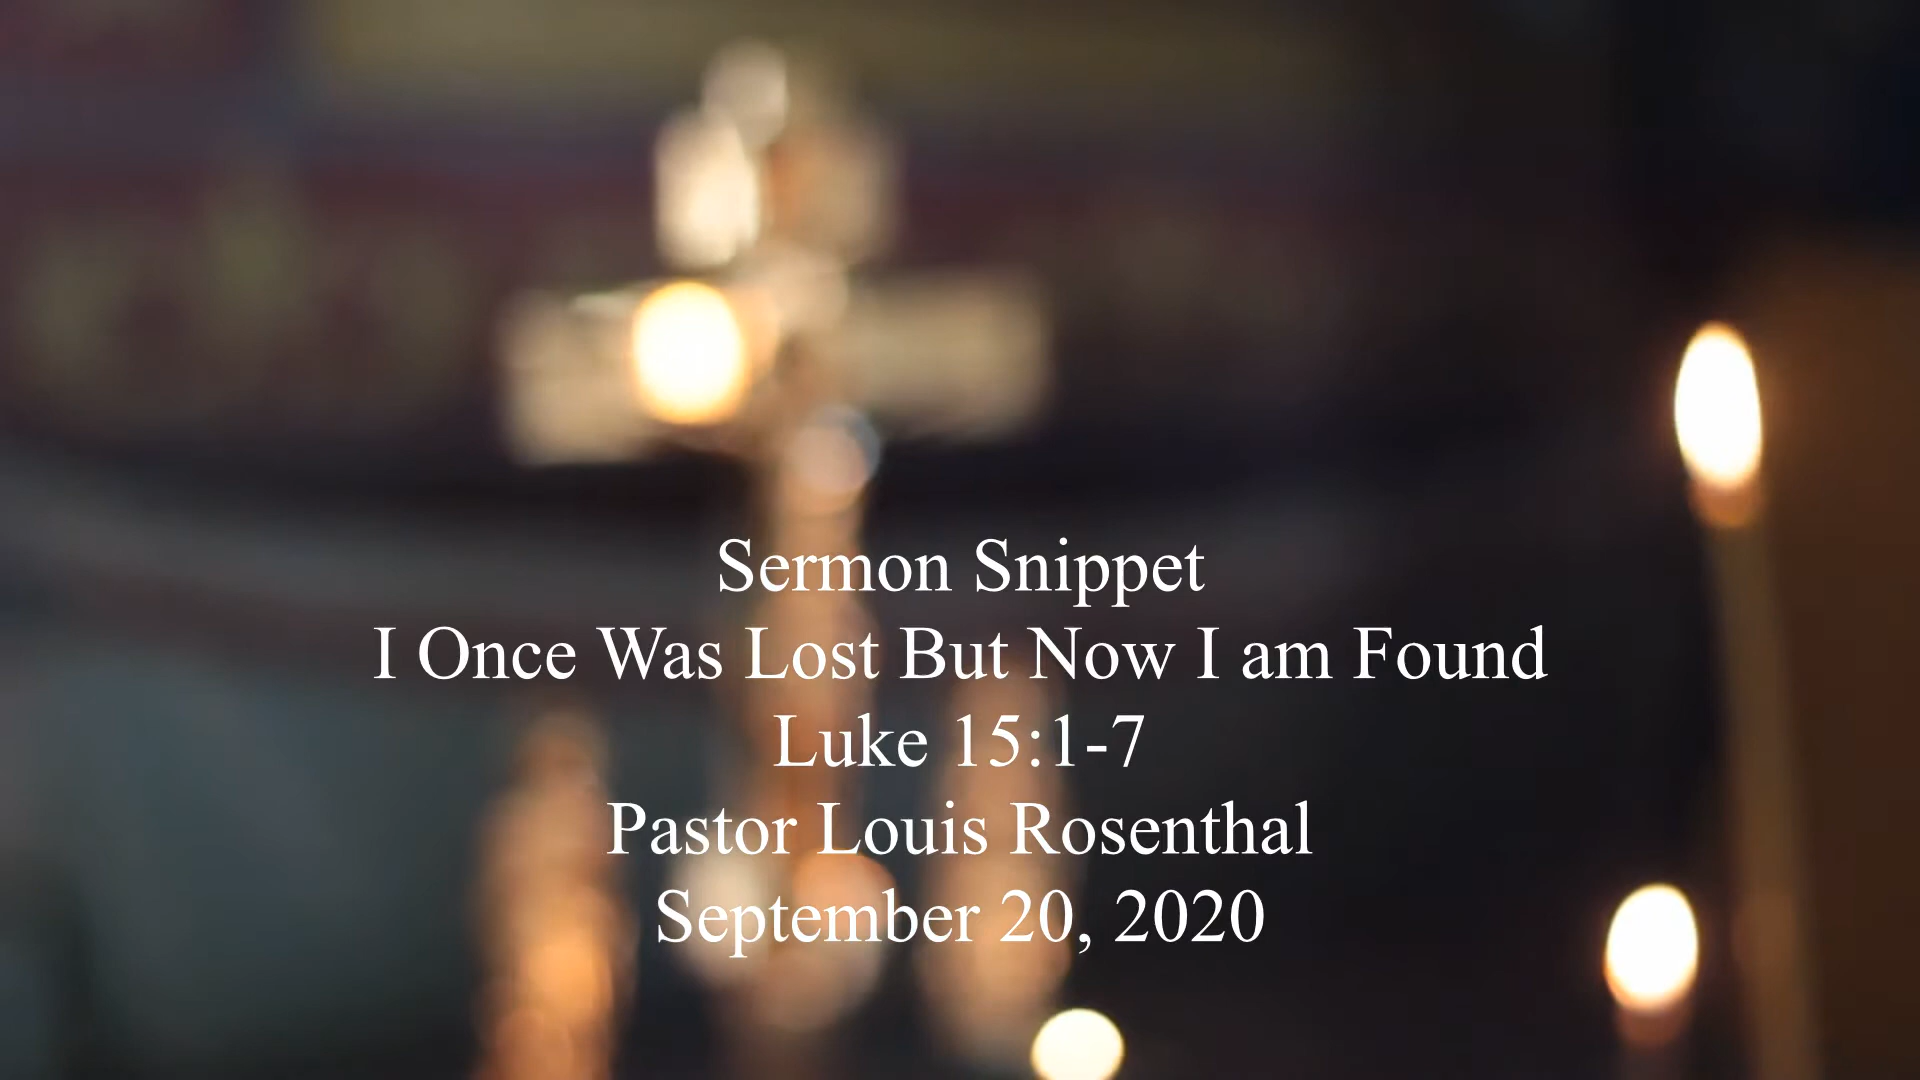 Sermon Snippet
I Once Was Lost But Now I am Found
Luke 15:1-7
Pastor Louis Rosenthal
September 20, 2020